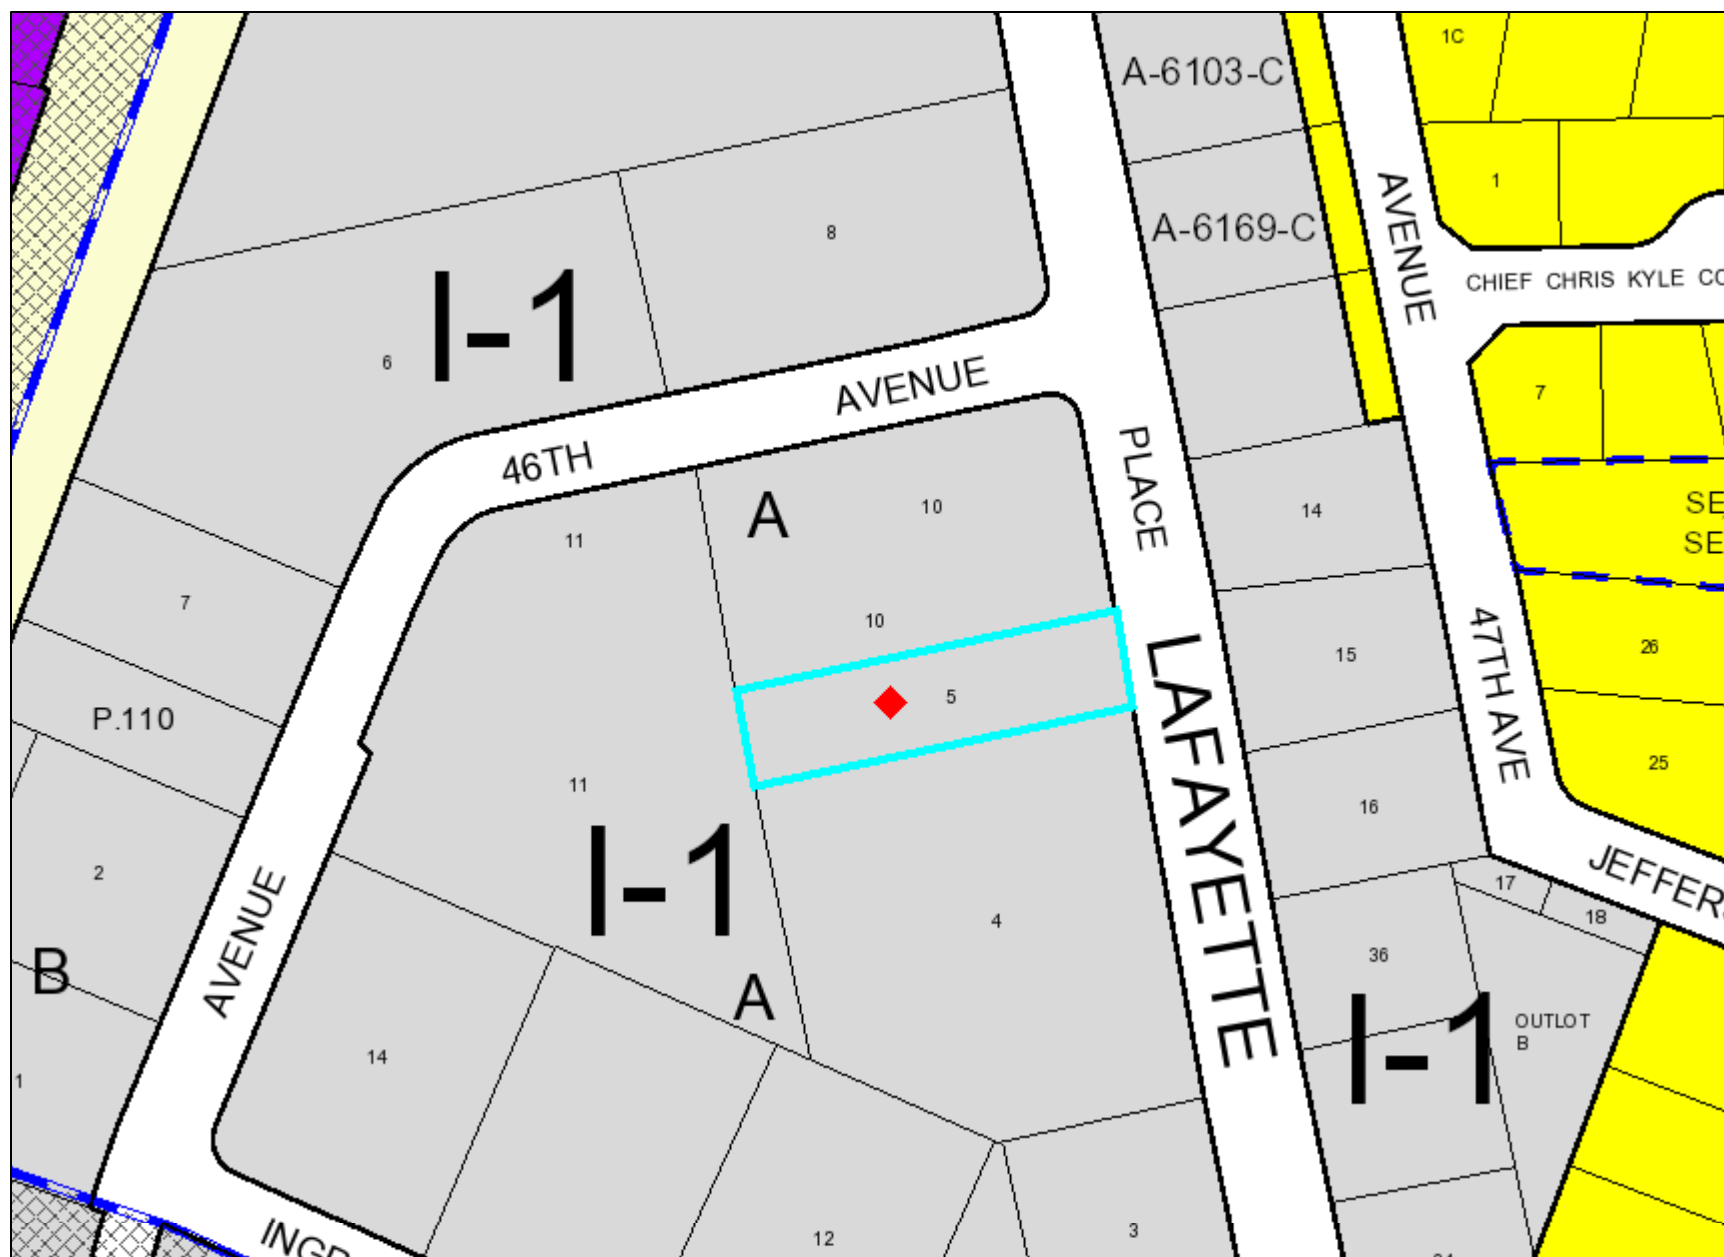 1C
A-6103-C
1
AVENUE
8
A-6169-C
CHIEF CHRIS KYLE CO
I-1
6
AVENUE
7
46TH
PLACE
A
10
11
14
SE
SE
7
10
LAFAYETTE
47TH AVE
26
15
5
P.110
11
25
16
I-1
2
JEFFER
17
18
4
AVENUE
B
36
A
I-1
OUTLOT
B
14
1
INGR
12
3